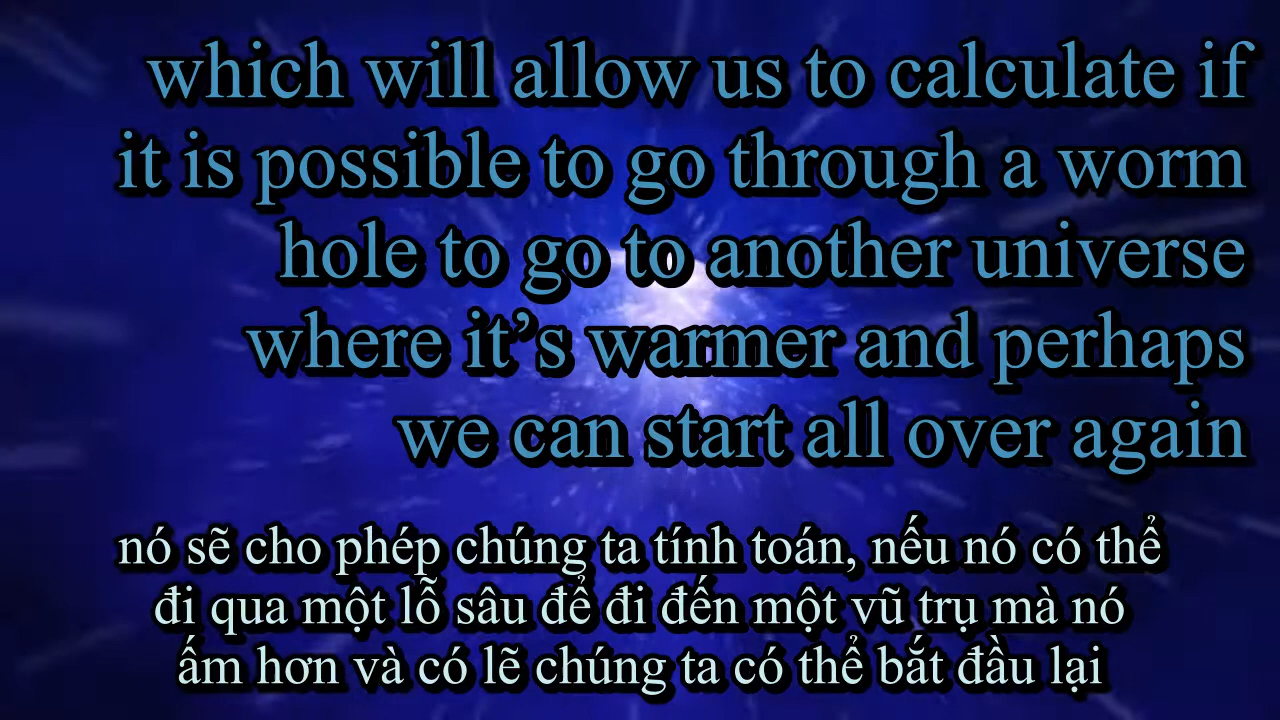 which will allow us to calculate if
it is possible to go through a worm
hole to go to another universe
where it’s warmer and perhaps
we can start all over again
nó sẽ cho phép chúng ta tính toán, nếu nó có thể
đi qua một lỗ sâu để đi đến một vũ trụ mà nó
ấm hơn và có lẽ chúng ta có thể bắt đầu lại